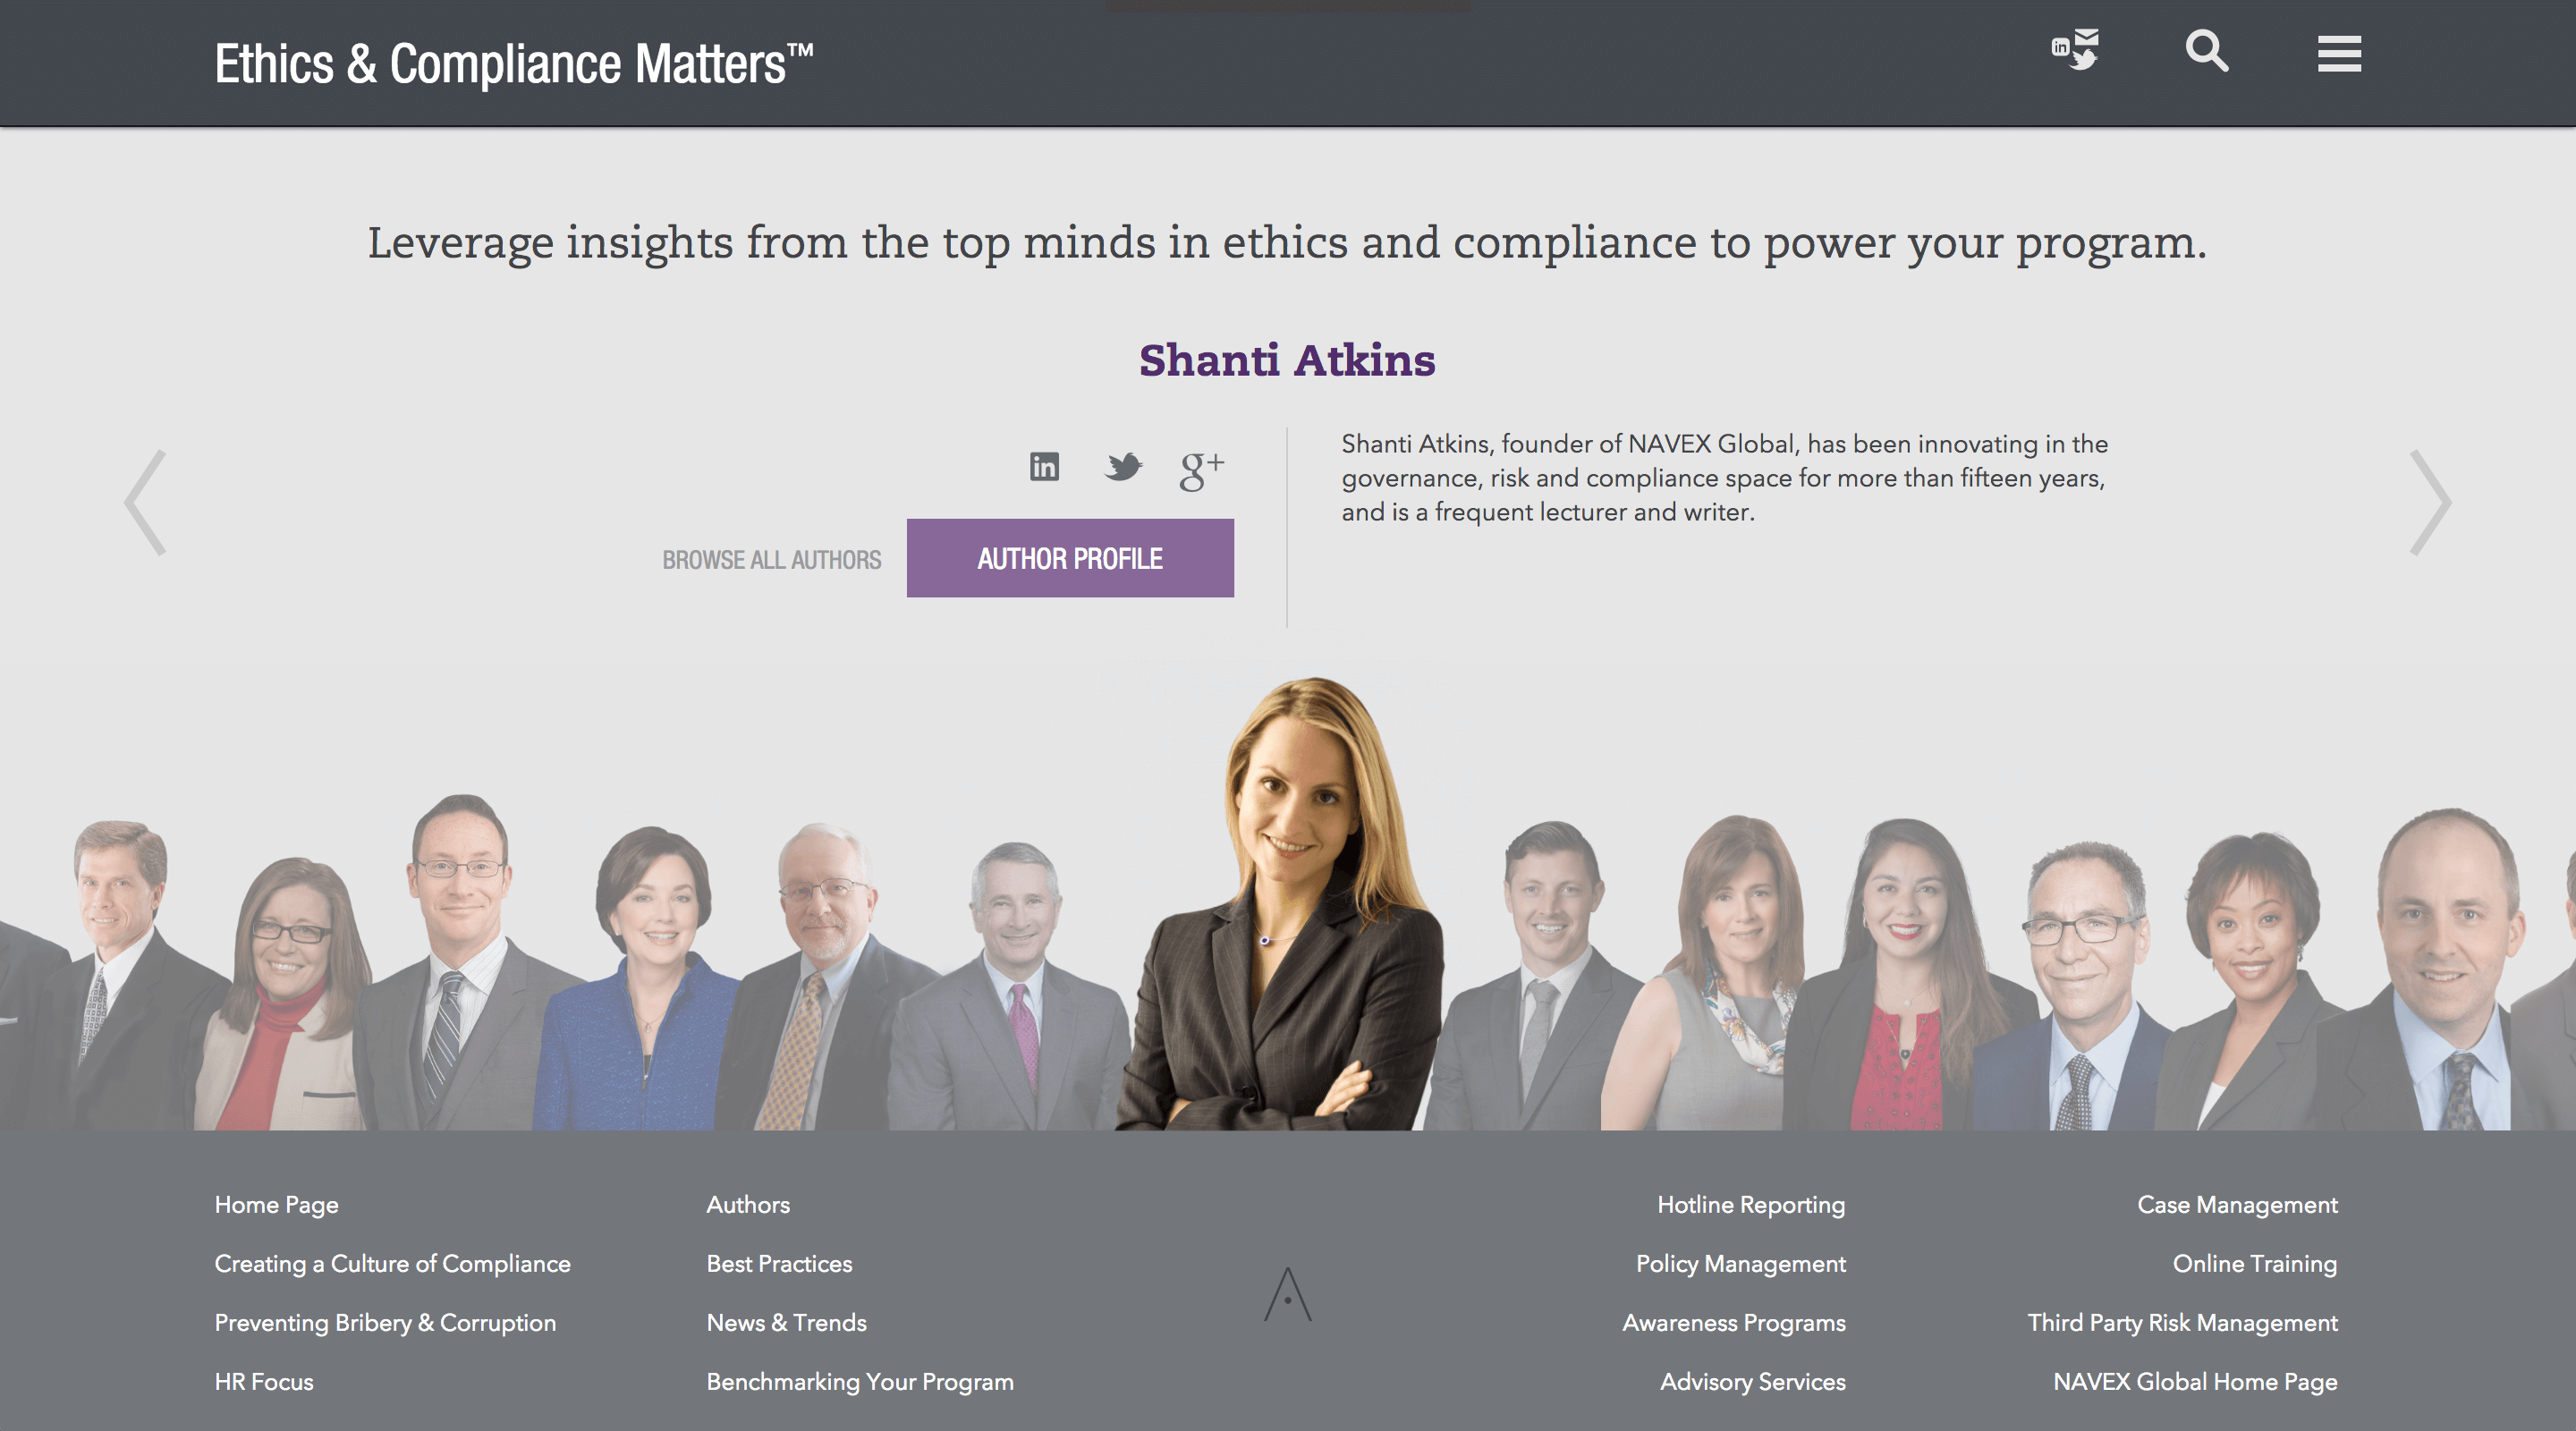 Ethics & Compliance Matters™
Leverage insights from the top minds in ethics and compliance to power your program.
Shanti Atkins
in
g+
BROWSE ALL AUTHORS
AUTHOR PROFILE
Shanti Atkins, founder of NAVEX Global, has been innovating in the
governance, risk and compliance space for more than fifteen years,
and is a frequent lecturer and writer.
Home Page
Creating a Culture of Compliance
Preventing Bribery & Corruption
HR Focus
Authors
Best Practices
News & Trends
Benchmarking Your Program
Hotline Reporting
Policy Management
Awareness Programs
Advisory Services
Case Management
Online Training
Third Party Risk Management
NAVEX Global Home Page